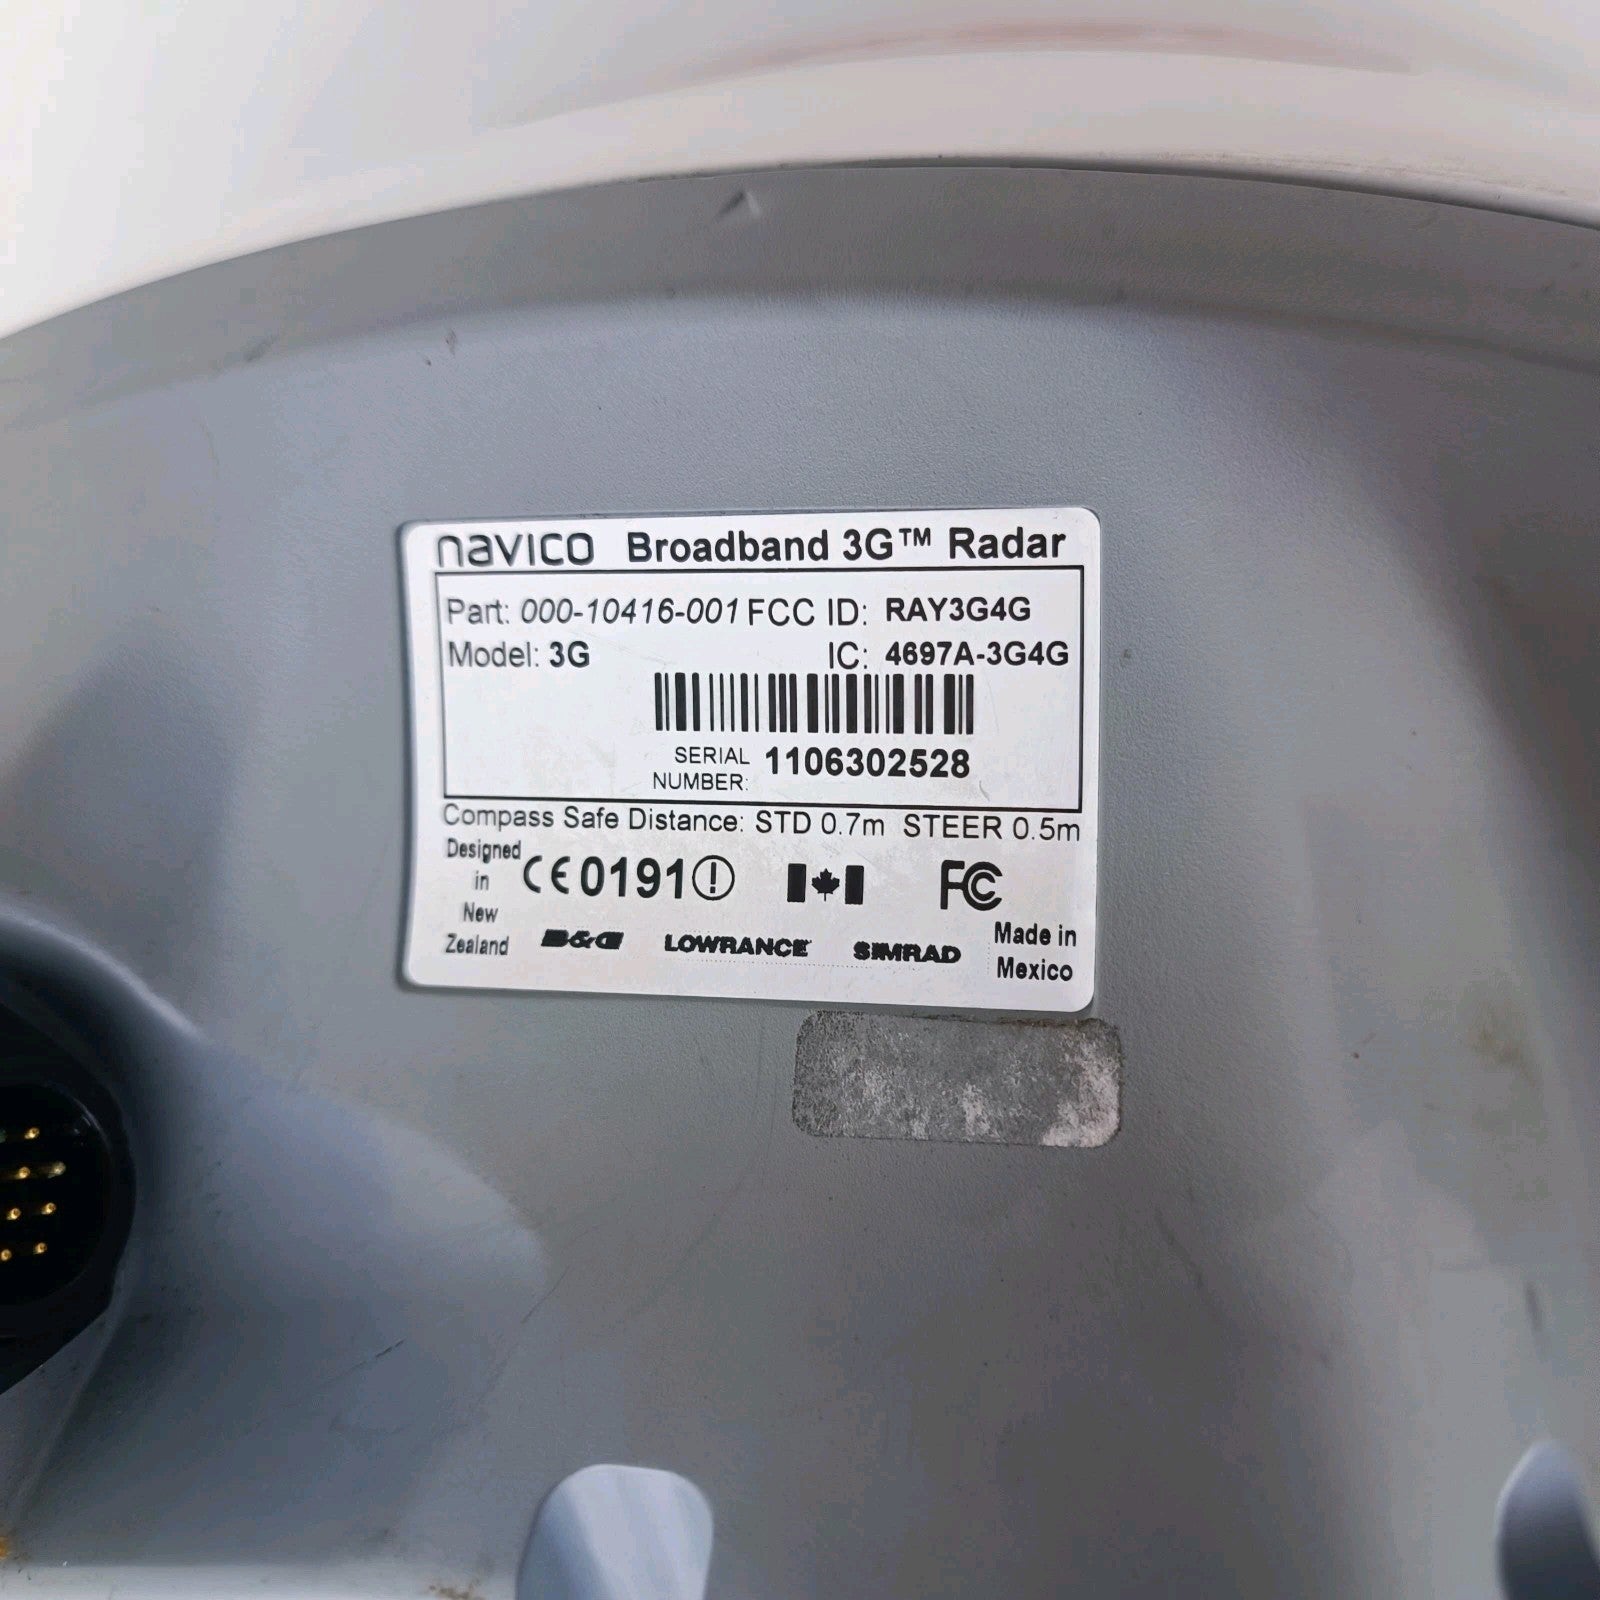 navico Broadband 3G™ Radar
Part: 000-10416-001 FCC ID: RAY3G4G
Model: 3G IC: 4697A-3G4G
SERIAL NUMBER: 1106302528
Compass Safe Distance: STD 0.7m STEER 0.5m
Designed in New Zealand
CE0191
FC
B&G LOWRANCE SIMRAD
Made in Mexico